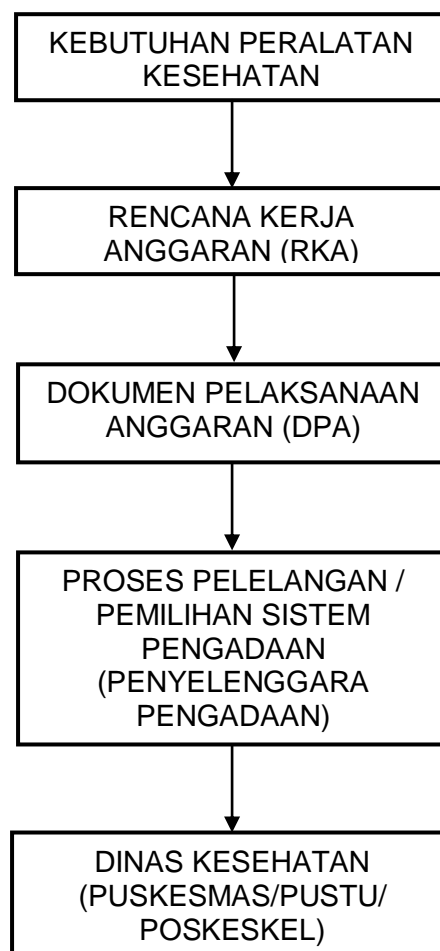 KEBUTUHAN PERALATAN
KESEHATAN
RENCANA KERJA
ANGGARAN (RKA)
DOKUMEN PELAKSANAAN
ANGGARAN (DPA)
PROSES PELELANGAN /
PEMILIHAN SISTEM
PENGADAAN
(PENYELENGGARA
PENGADAAN)
DINAS KESEHATAN
(PUSKESMAS/PUSTU/
POSKESKEL)